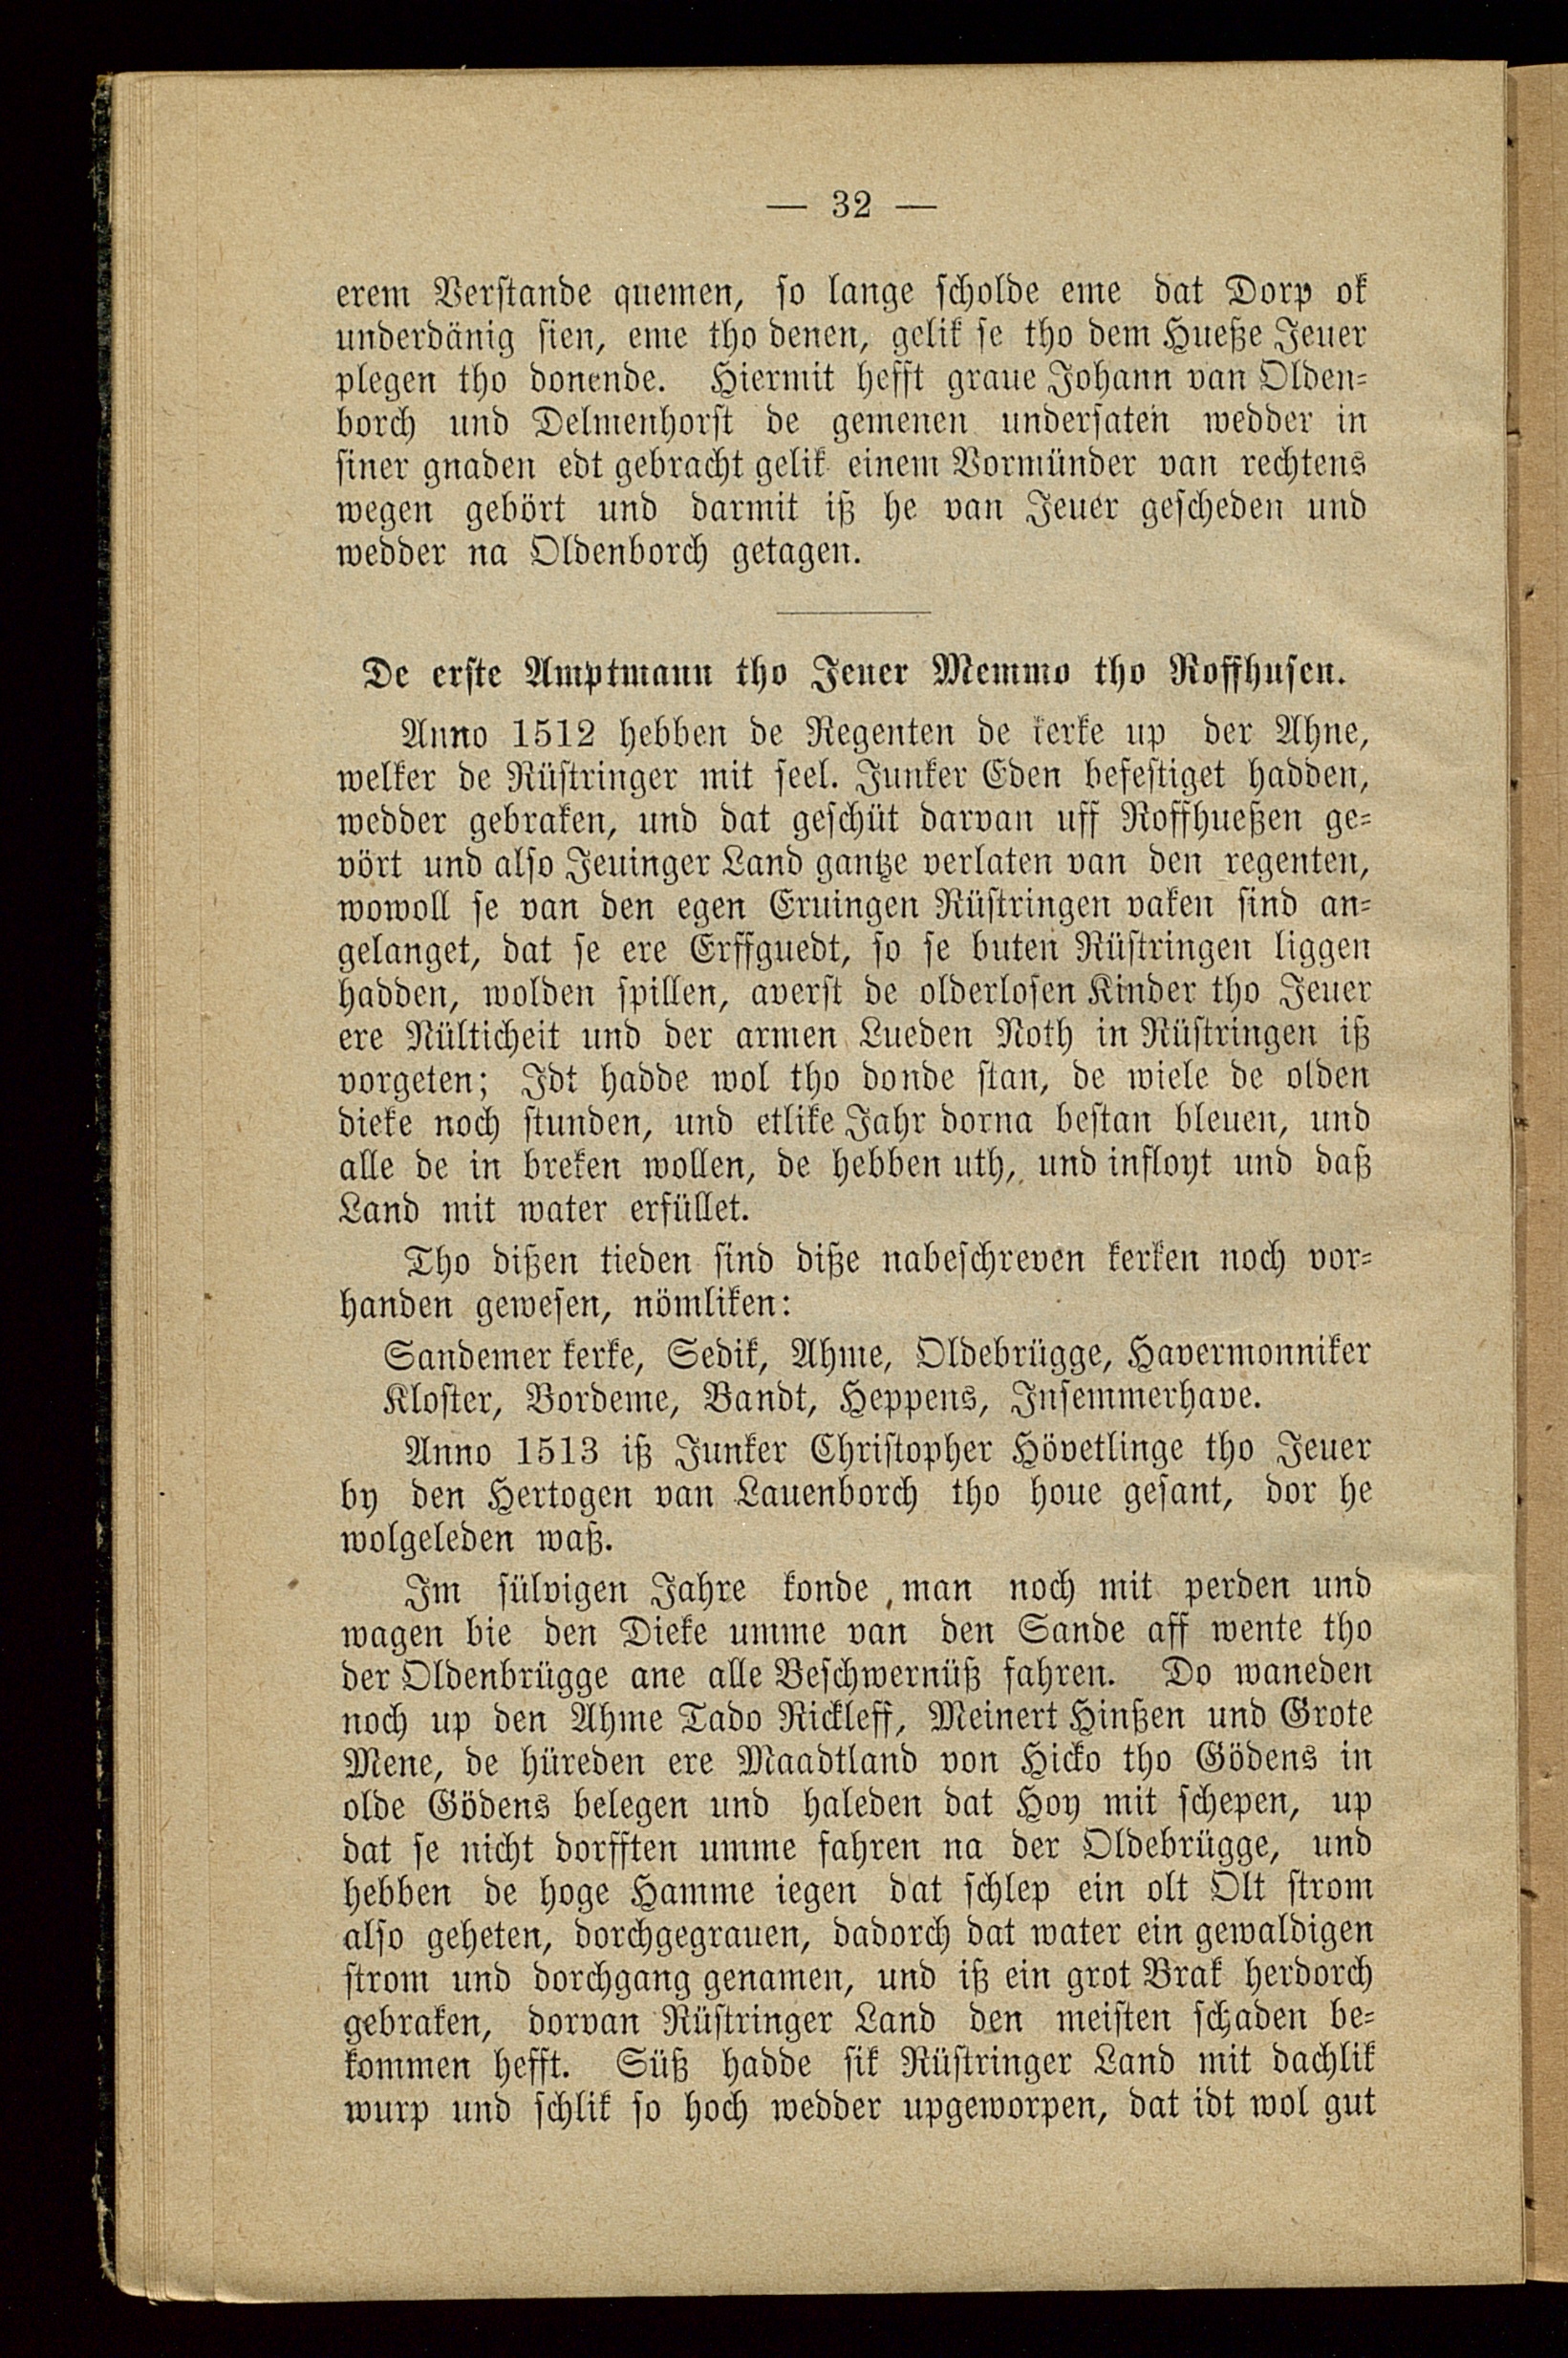 — 32 —
erem Verstande quemen, so lange scholde eme dat Dorp ok
underdänig sien, eme tho denen, gelik se tho dem Hueße Jeuer
plegen tho donende. Hiermit hefft graue Johann van Olden-
borch und Delmenhorst de gemenen undersaten wedder in
siner gnaden edt gebracht gelik einem Vormünder van rechtens
wegen gebört und darmit iß he van Jeuer gescheden und
wedder na Oldenborch getagen.
De erste Amptmann tho Jeuer Memmo tho Roffhusen.
Anno 1512 hebben de Regenten de kerke up der Ahne,
welker de Rüstringer mit seel. Junker Eden befestiget hadden,
wedder gebraken, und dat geschüt darvan uff Roffhueßen ge-
vört und also Jeuinger Land gantze verlaten van den regenten,
wowoll se van den egen Eruingen Rüstringen vaken sind an-
gelanget, dat se ere Erffguedt, so se buten Rüstringen liggen
hadden, wolden spillen, averst de olderlosen Kinder tho Jeuer
ere Nülticheit und der armen Lueden Noth in Rüstringen iß
vorgeten; Idt hadde wol tho donde stan, de wiele de olden
dieke noch stunden, und etlike Jahr dorna bestan bleuen, und
alle de in breken wollen, de hebben uth, und infloyt und daß
Land mit water erfüllet.
Tho dißen tieden sind diße nabeschreven kerken noch vor-
handen gewesen, nömliken:
Sandemer kerke, Sedik, Ahme, Oldebrügge, Havermonniker
Kloster, Bordeme, Bandt, Heppens, Insemmerhave.
Anno 1513 iß Junker Christopher Hövetlinge tho Jeuer
by den Hertogen van Lauenborch tho houe gesant, dor he
wolgeleden waß.
Im sülvigen Jahre konde man noch mit perden und
wagen bie den Dieke umme van den Sande aff wente tho
der Oldenbrügge ane alle Beschwernüß fahren. Do waneden
noch up den Ahme Tado Rickleff, Meinert Hinßen und Grote
Mene, de hüreden ere Maadtland von Hicko tho Gödens in
olde Gödens belegen und haleden dat Hoy mit schepen, up
dat se nicht dorfften umme fahren na der Oldebrügge, und
hebben de hoge Hamme iegen dat schlep ein olt Olt strom
also geheten, dorchgegrauen, dadorch dat water ein gewaldigen
strom und dorchgang genamen, und iß ein grot Brak herdorch
gebraken, dorvan Rüstringer Land den meisten schaden be-
kommen hefft. Süß hadde sik Rüstringer Land mit dachlik
wurp und schlik so hoch wedder upgeworpen, dat idt wol gut